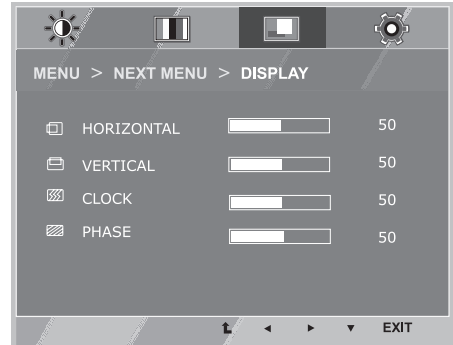 MENU > NEXT MENU > DISPLAY
HORIZONTAL 50
VERTICAL 50
CLOCK 50
PHASE 50
EXIT